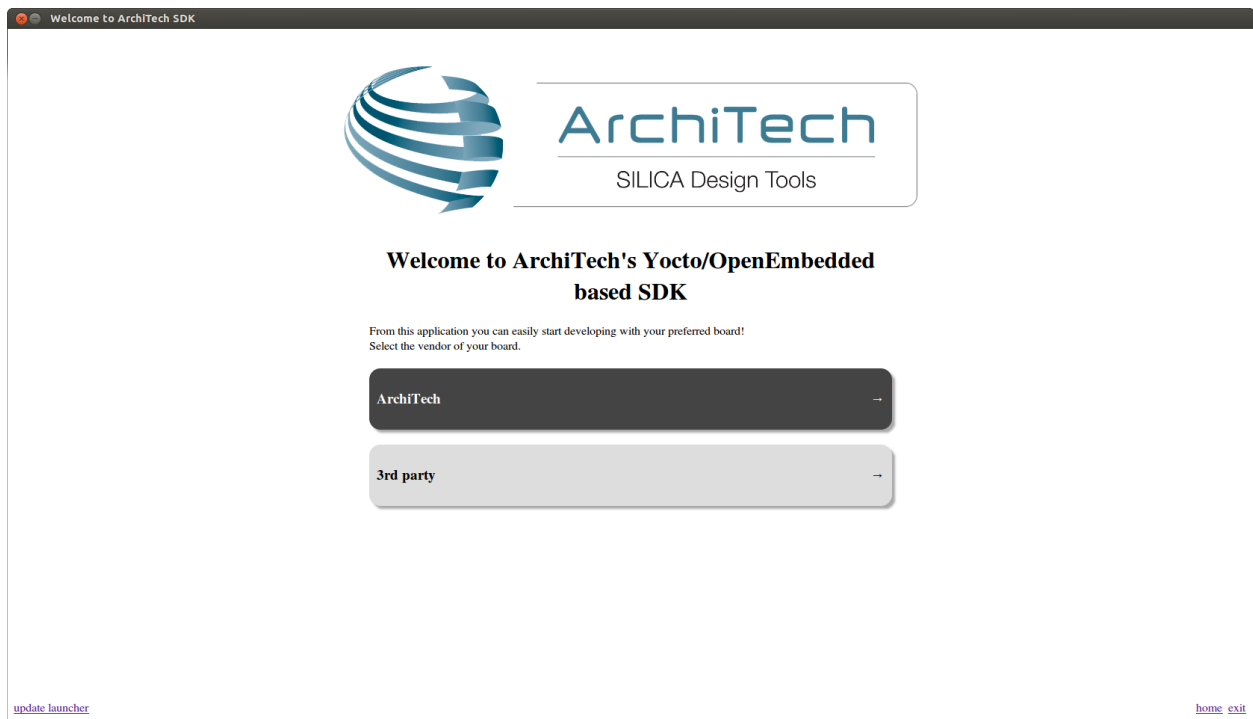 Welcome to ArchiTech SDK
ArchiTech
SILICA Design Tools
Welcome to ArchiTech's Yocto/OpenEmbedded
based SDK
From this application you can easily start developing with your preferred board!
Select the vendor of your board.
ArchiTech →
3rd party →
update launcher
home exit